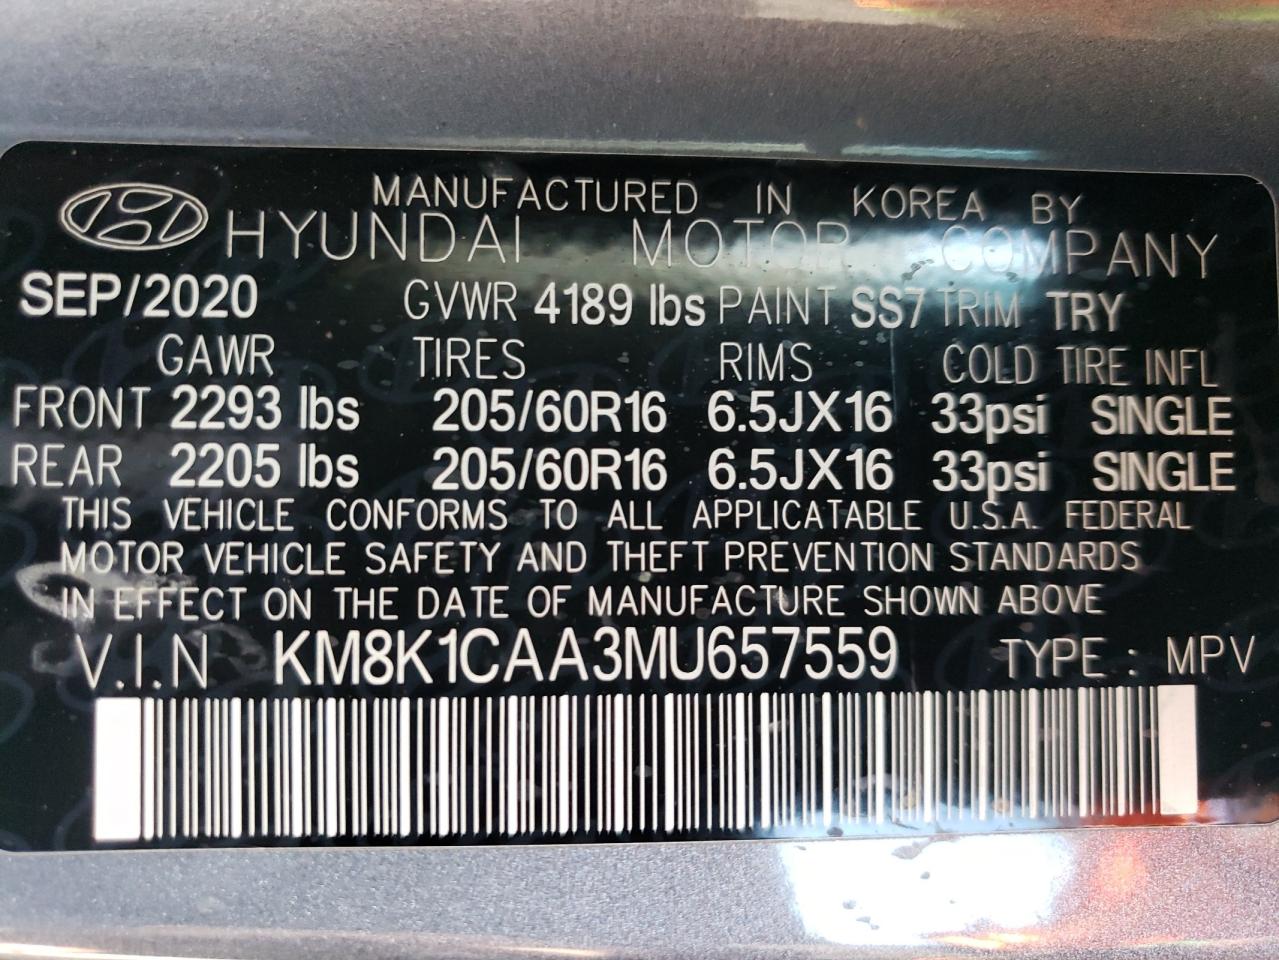 MANUFACTURED IN KOREA BY
HYUNDAI MOTOR COMPANY
SEP/2020 GVWR 4189 lbs PAINT SS7 TRIM TRY
GAWR TIRES RIMS COLD TIRE INFL
FRONT 2293 lbs 205/60R16 6.5JX16 33psi SINGLE
REAR 2205 lbs 205/60R16 6.5JX16 33psi SINGLE
THIS VEHICLE CONFORMS TO ALL APPLICATABLE U.S.A. FEDERAL
MOTOR VEHICLE SAFETY AND THEFT PREVENTION STANDARDS
IN EFFECT ON THE DATE OF MANUFACTURE SHOWN ABOVE
V.I.N KM8K1CAA3MU657559 TYPE : MPV